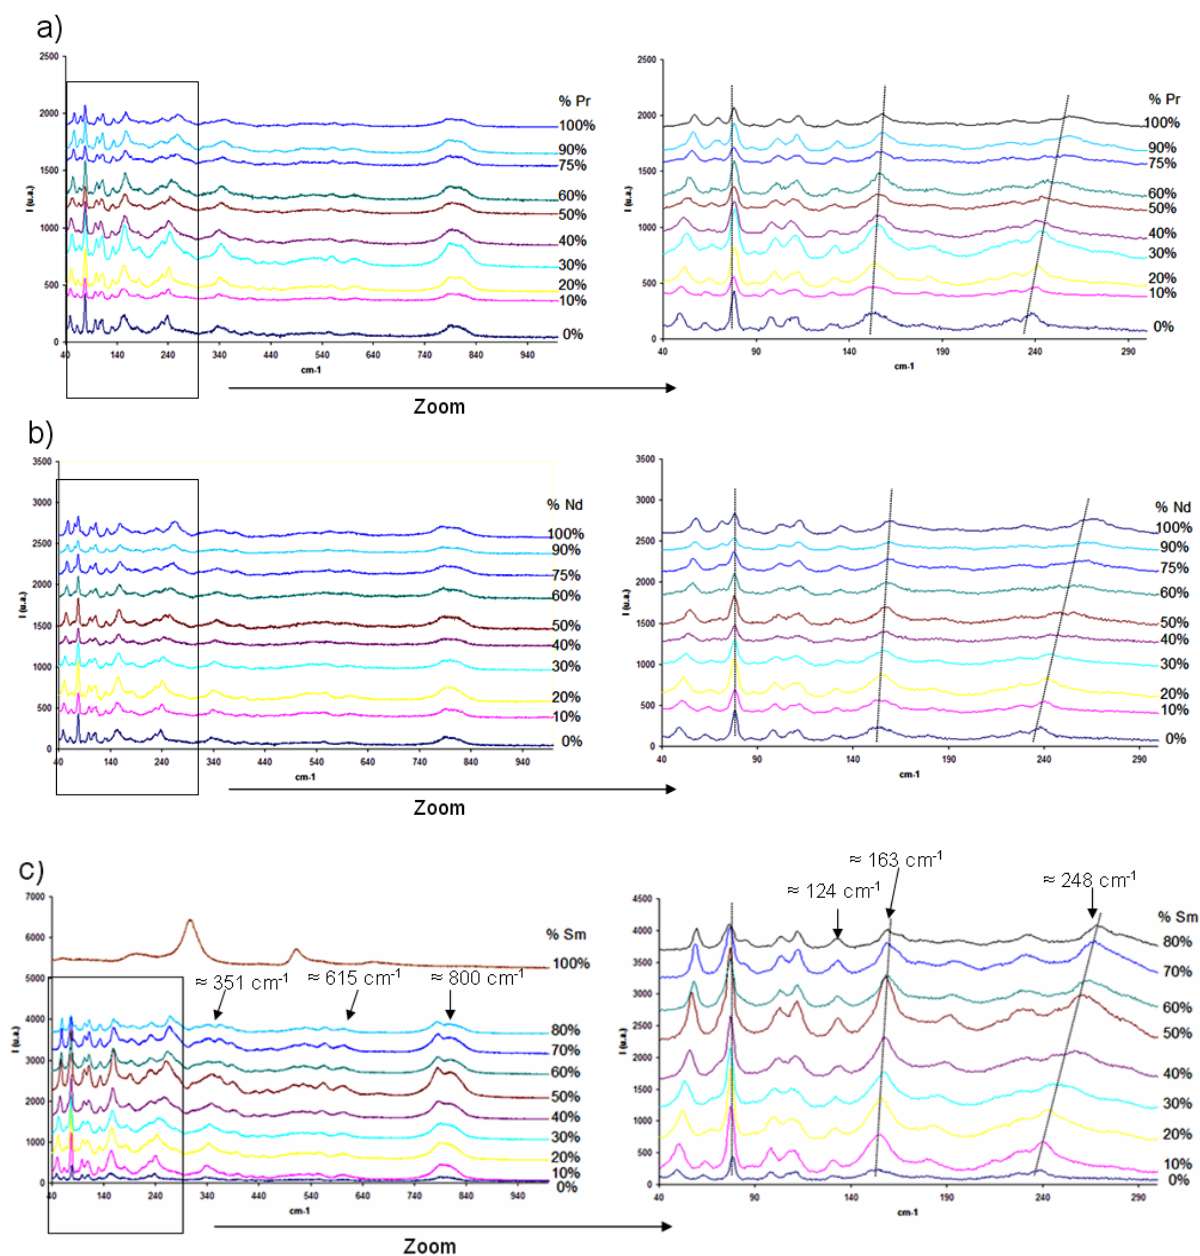 a)
2500
2000
1500
1000
500
0
I (u.a.)
40 140 240 340 440 540 640 740 840 940
cm-1
% Pr
100%
90%
75%
60%
50%
40%
30%
20%
10%
0%
2500
2000
1500
1000
500
0
I (u.a.)
40 90 140 190 240 290
cm-1
% Pr
100%
90%
75%
60%
50%
40%
30%
20%
10%
0%
Zoom
b)
3500
3000
2500
2000
1500
1000
500
0
I (u.a.)
40 140 240 340 440 540 640 740 840 940
cm-1
% Nd
100%
90%
75%
60%
50%
40%
30%
20%
10%
0%
3500
3000
2500
2000
1500
1000
500
0
I (u.a.)
40 90 140 190 240 290
cm-1
% Nd
100%
90%
75%
60%
50%
40%
30%
20%
10%
0%
Zoom
c)
7000
6000
5000
4000
3000
2000
1000
0
I (u.a.)
40 140 240 340 440 540 640 740 840 940
cm-1
≈ 351 cm-1
≈ 615 cm-1
≈ 800 cm-1
% Sm
100%
80%
70%
60%
50%
40%
30%
20%
10%
0%
≈ 163 cm-1
≈ 124 cm-1
≈ 248 cm-1
4500
4000
3500
3000
2500
2000
1500
1000
500
0
I (u.a.)
40 90 140 190 240 290
cm-1
% Sm
80%
70%
60%
50%
40%
30%
20%
10%
0%
Zoom